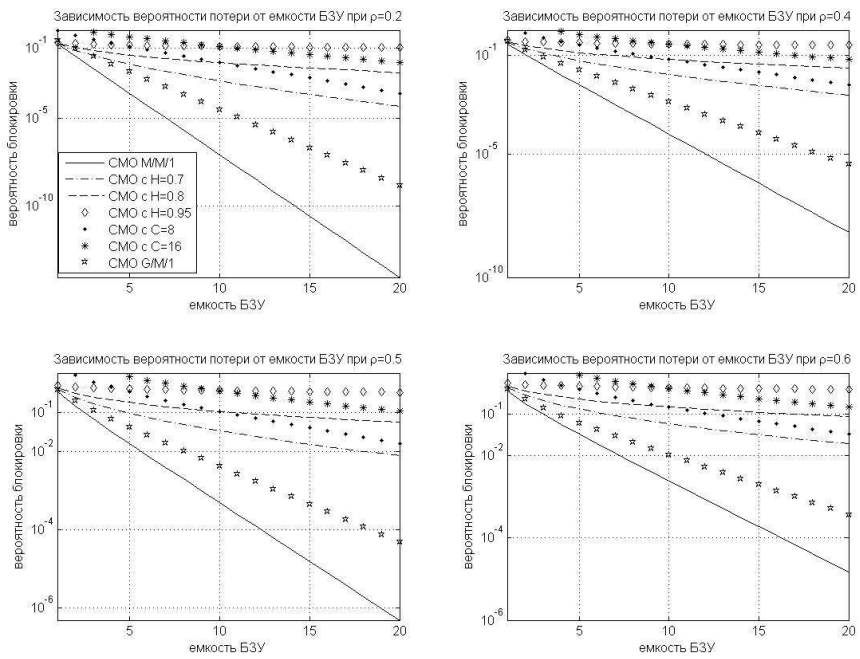 Зависимость вероятности потери от емкости БЗУ при ρ=0.2
вероятность блокировки
10^-1
10^-5
10^-10
СМО M/M/1
СМО с H=0.7
СМО с H=0.8
СМО с H=0.95
СМО с C=8
СМО с C=16
СМО G/M/1
5 10 15 20
емкость БЗУ
Зависимость вероятности потери от емкости БЗУ при ρ=0.4
вероятность блокировки
10^-1
10^-5
10^-10
5 10 15 20
емкость БЗУ
Зависимость вероятности потери от емкости БЗУ при ρ=0.5
вероятность блокировки
10^-1
10^-2
10^-4
10^-6
5 10 15 20
емкость БЗУ
Зависимость вероятности потери от емкости БЗУ при ρ=0.6
вероятность блокировки
10^-1
10^-2
10^-4
10^-6
5 10 15 20
емкость БЗУ